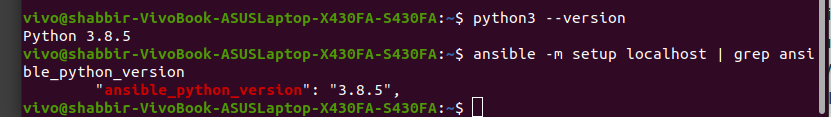 vivo@shabbir-VivoBook-ASUSLaptop-X430FA-S430FA:~$ python3 --version
Python 3.8.5
vivo@shabbir-VivoBook-ASUSLaptop-X430FA-S430FA:~$ ansible -m setup localhost | grep ansi
ble_python_version
        "ansible_python_version": "3.8.5",
vivo@shabbir-VivoBook-ASUSLaptop-X430FA-S430FA:~$